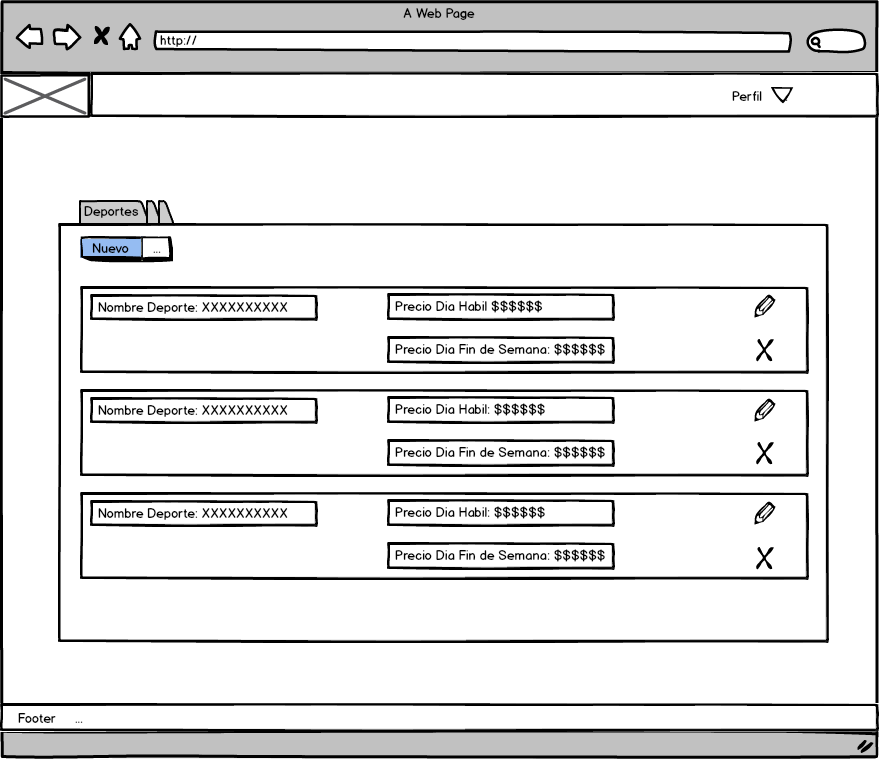 A Web Page
http://
Perfil
Deportes
Nuevo ...
Nombre Deporte: XXXXXXXXXX
Precio Dia Habil $$$$$$
Precio Dia Fin de Semana: $$$$$$
Nombre Deporte: XXXXXXXXXX
Precio Dia Habil: $$$$$$
Precio Dia Fin de Semana: $$$$$$
Nombre Deporte: XXXXXXXXXX
Precio Dia Habil: $$$$$$
Precio Dia Fin de Semana: $$$$$$
Footer ...